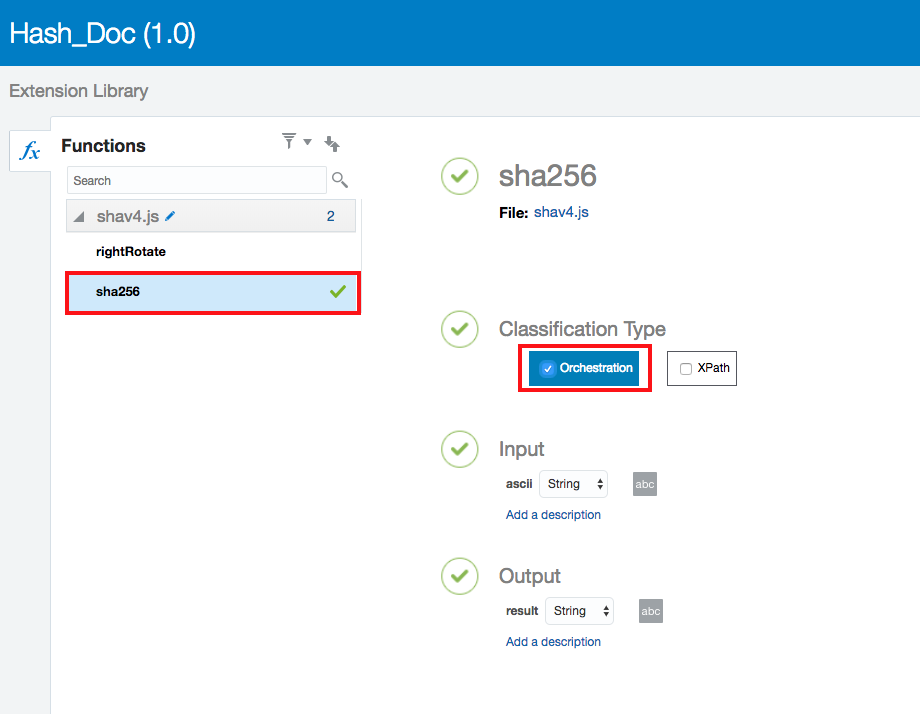 Hash_Doc (1.0)
Extension Library
fx
Functions
Search
shav4.js 2
rightRotate
sha256
sha256
File: shav4.js
Classification Type
Orchestration XPath
Input
ascii String abc
Add a description
Output
result String abc
Add a description